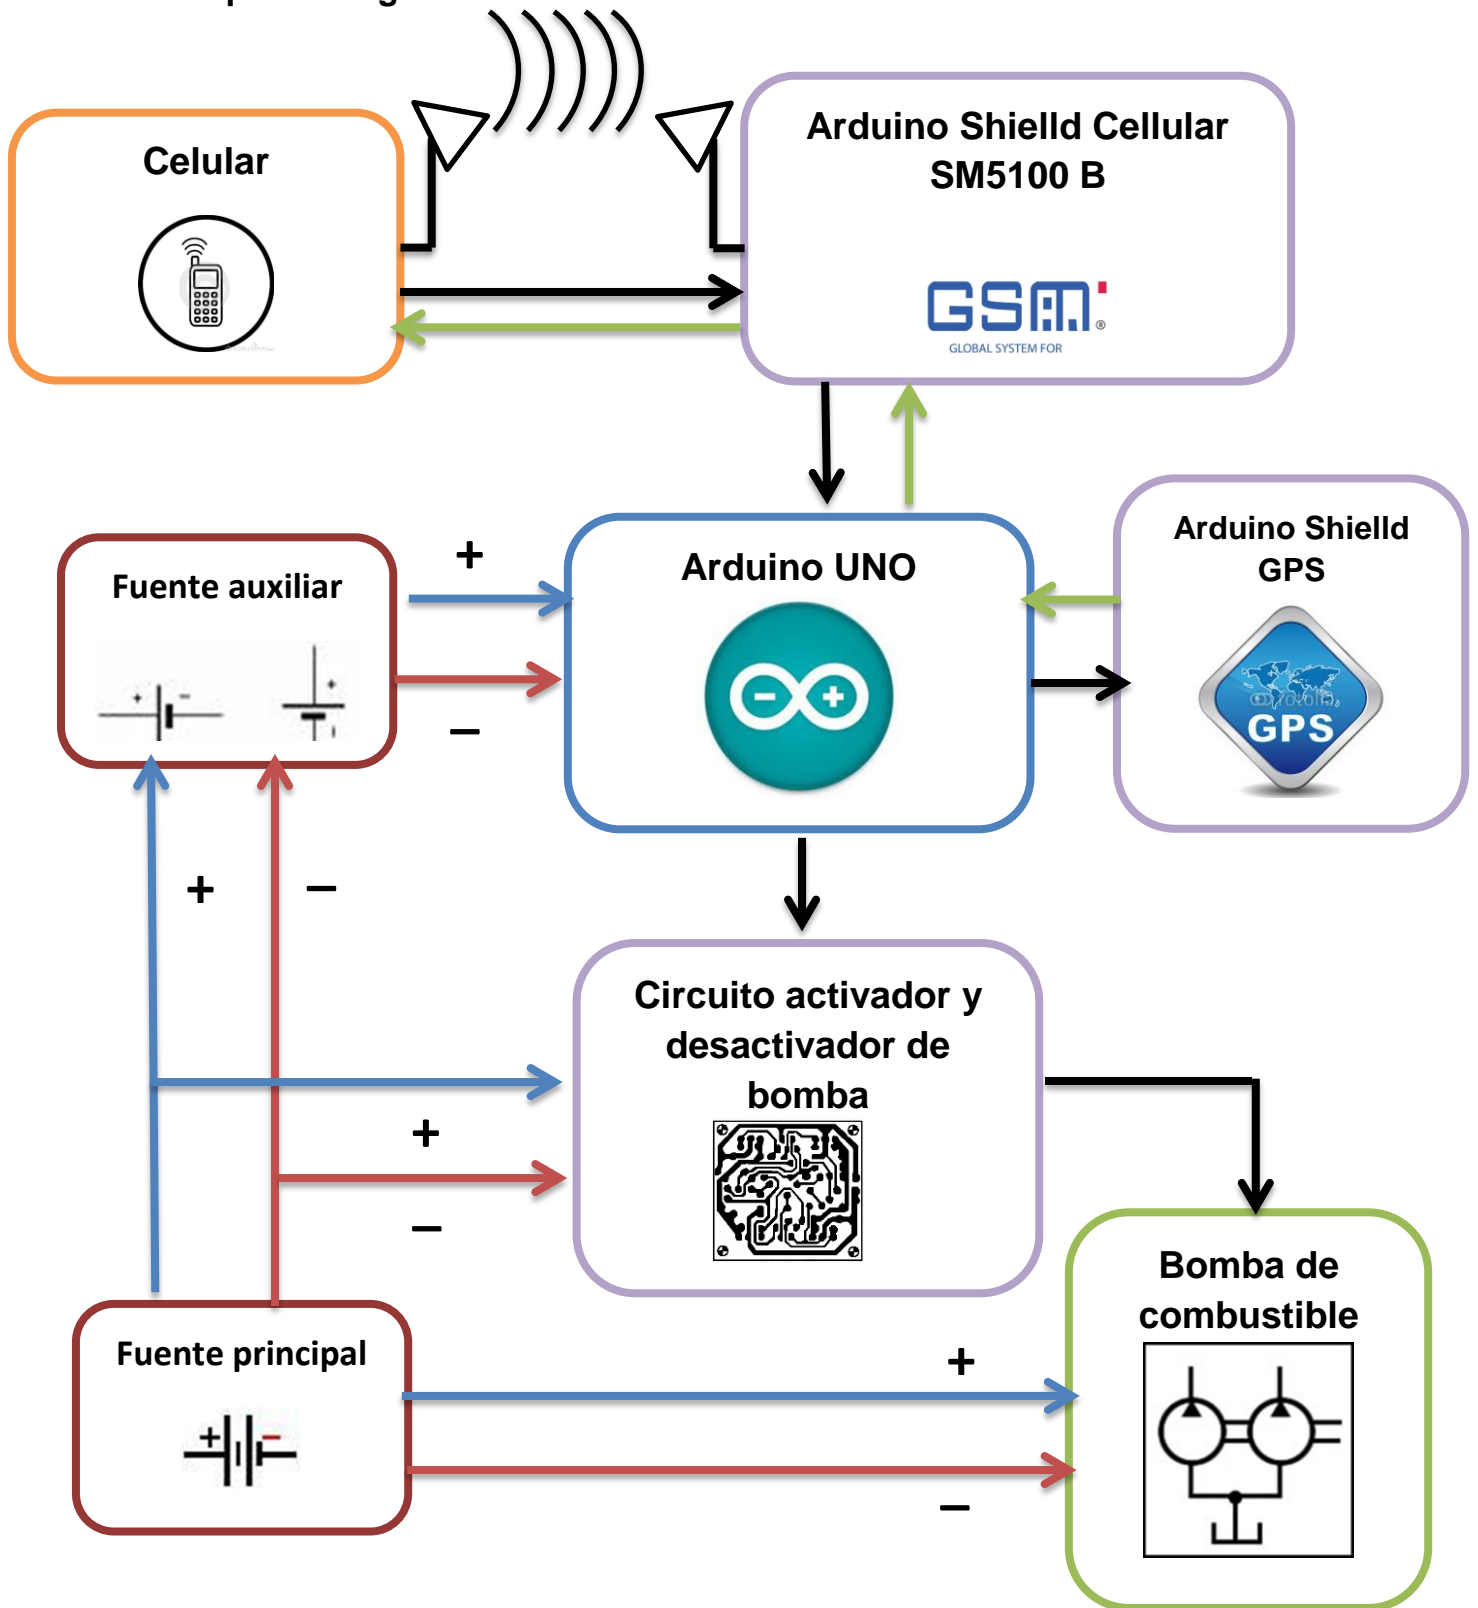 Celular
Arduino Shielld Cellular
SM5100 B
GSM
®
GLOBAL SYSTEM FOR
Fuente auxiliar
+ -
+
+
−
Arduino UNO
− +
Arduino Shielld
GPS
GPS
+ −
Circuito activador y
desactivador de
bomba
+
−
Fuente principal
+ −
+
−
Bomba de
combustible